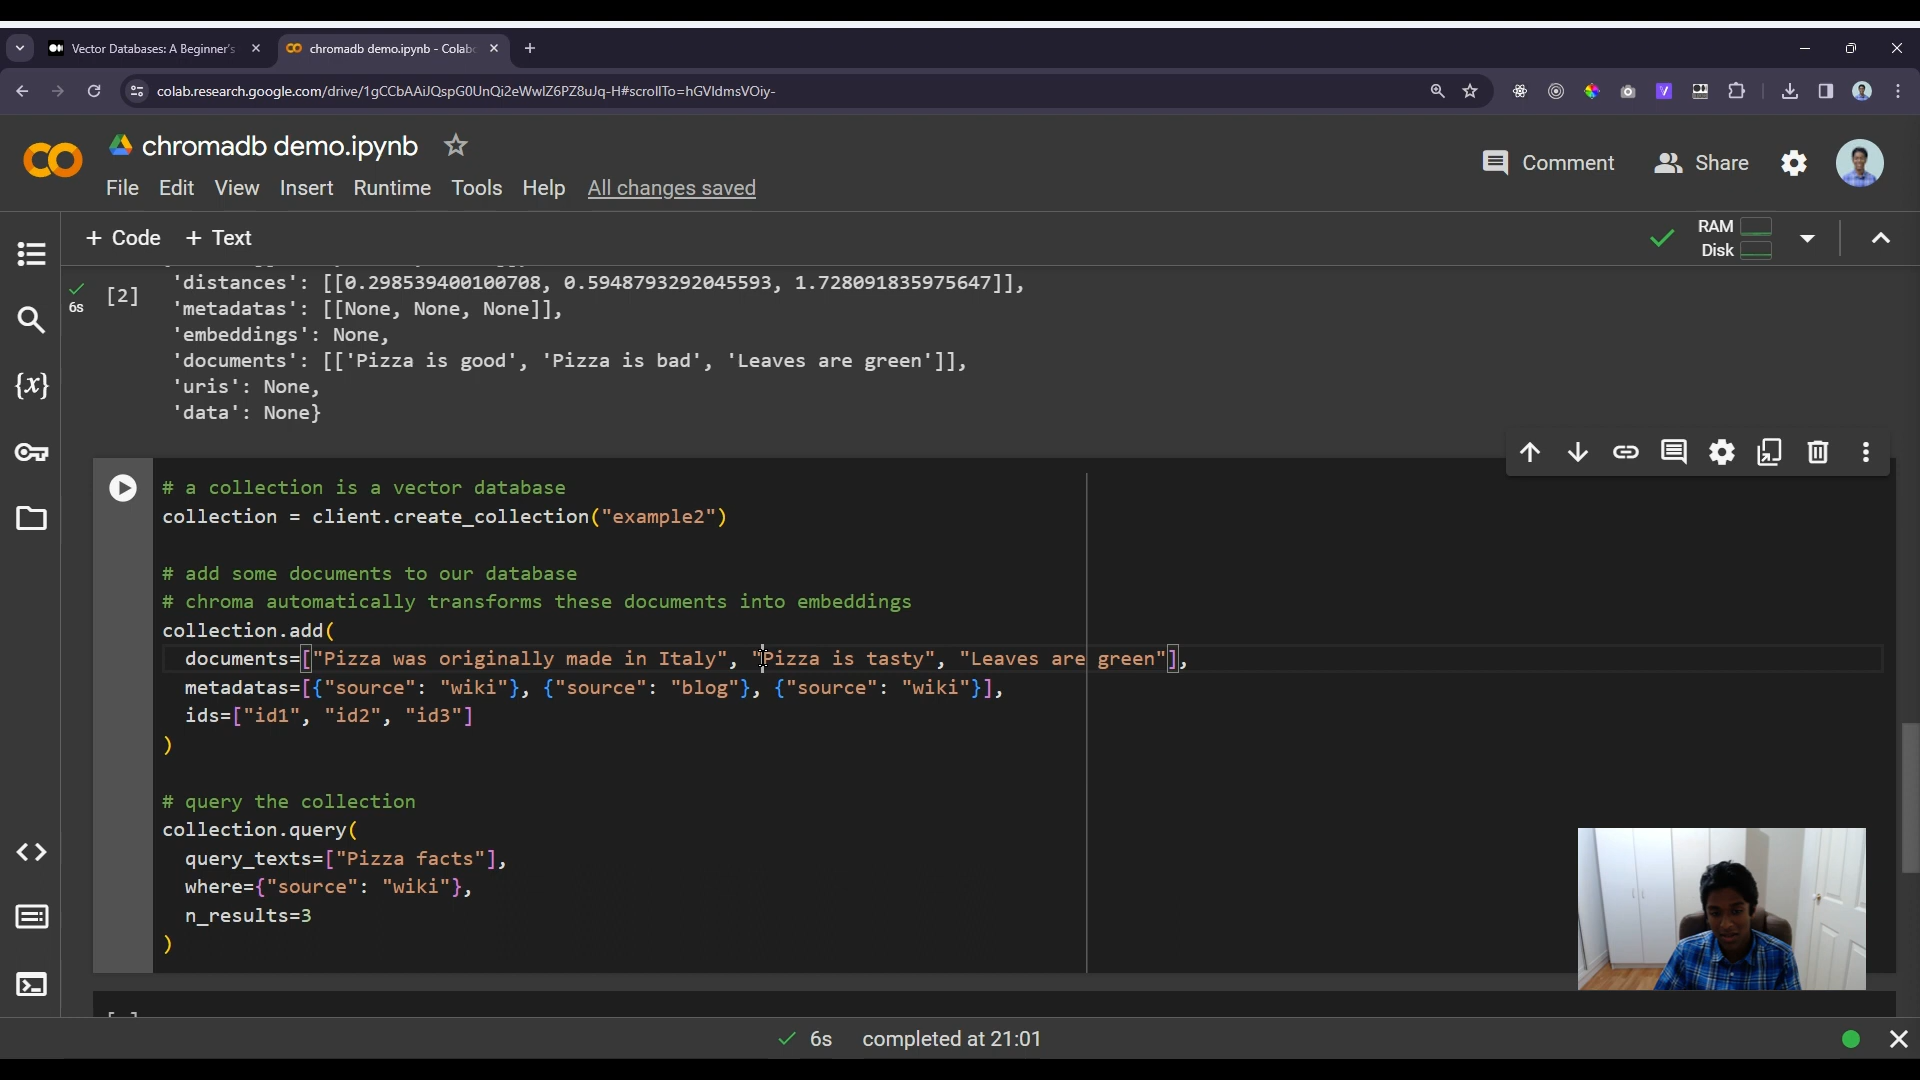 Vector Databases: A Beginner's
chromadb demo.ipynb - Colab
colab.research.google.com/drive/1gCCbAAiJQspG0UnQi2eWwlZ6PZ8uJq-H#scrollTo=hGVldmsVOiy-
chromadb demo.ipynb
File Edit View Insert Runtime Tools Help All changes saved
Comment Share
+ Code + Text
RAM
Disk
6s [2]
'distances': [[0.298539400100708, 0.5948793292045593, 1.728091835975647]],
'metadatas': [[None, None, None]],
'embeddings': None,
'documents': [['Pizza is good', 'Pizza is bad', 'Leaves are green']],
'uris': None,
'data': None}
# a collection is a vector database
collection = client.create_collection("example2")
# add some documents to our database
# chroma automatically transforms these documents into embeddings
collection.add(
documents=["Pizza was originally made in Italy", "Pizza is tasty", "Leaves are green"],
metadatas=[{"source": "wiki"}, {"source": "blog"}, {"source": "wiki"}],
ids=["id1", "id2", "id3"]
)
# query the collection
collection.query(
query_texts=["Pizza facts"],
where={"source": "wiki"},
n_results=3
)
6s completed at 21:01